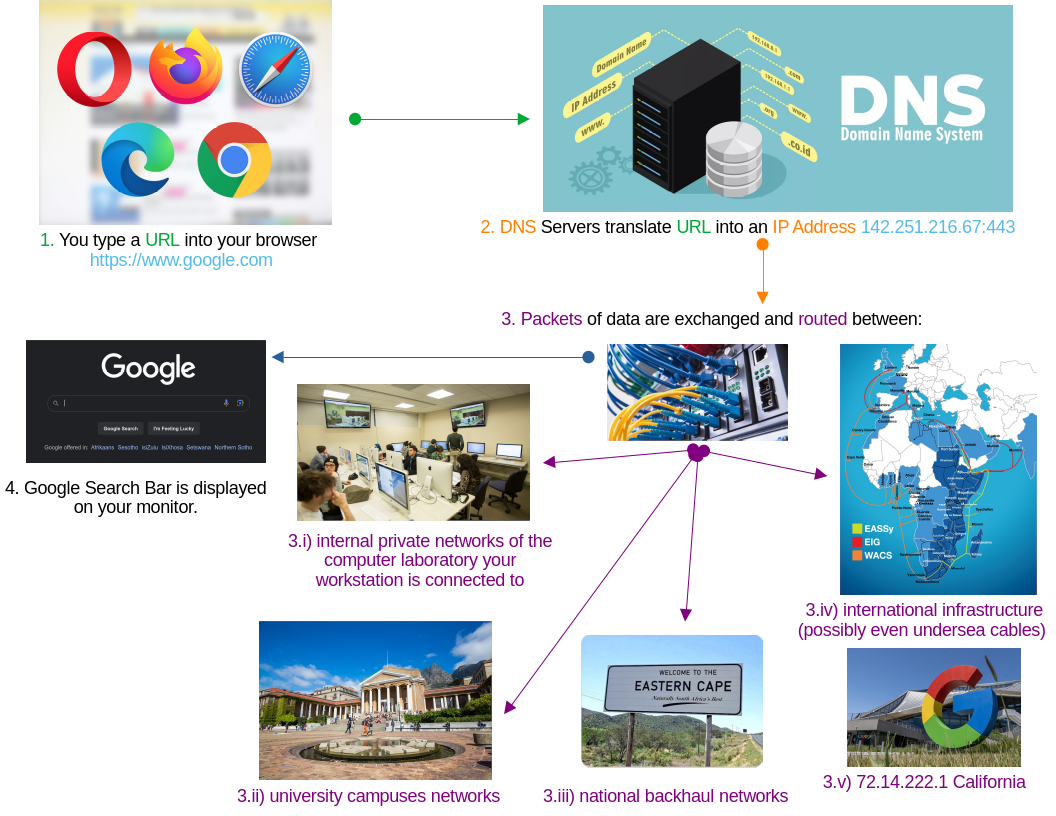 Domain Name
IP Address
www.
192.168.0.1
.com
192.168.1.1
www.
.org
.co.id
DNS
Domain Name System
1. You type a URL into your browser
https://www.google.com
2. DNS Servers translate URL into an IP Address 142.251.216.67:443
3. Packets of data are exchanged and routed between:
Google
Google Search
I'm Feeling Lucky
Google offered in: Afrikaans Sesotho isiZulu IsiXhosa Setswana Northern Sotho
4. Google Search Bar is displayed
on your monitor.
3.i) internal private networks of the
computer laboratory your
workstation is connected to
EASSy
EIG
WACS
3.iv) international infrastructure
(possibly even undersea cables)
WELCOME TO THE
EASTERN CAPE
Naturally South Africa's Best
3.ii) university campuses networks
3.iii) national backhaul networks
3.v) 72.14.222.1 California